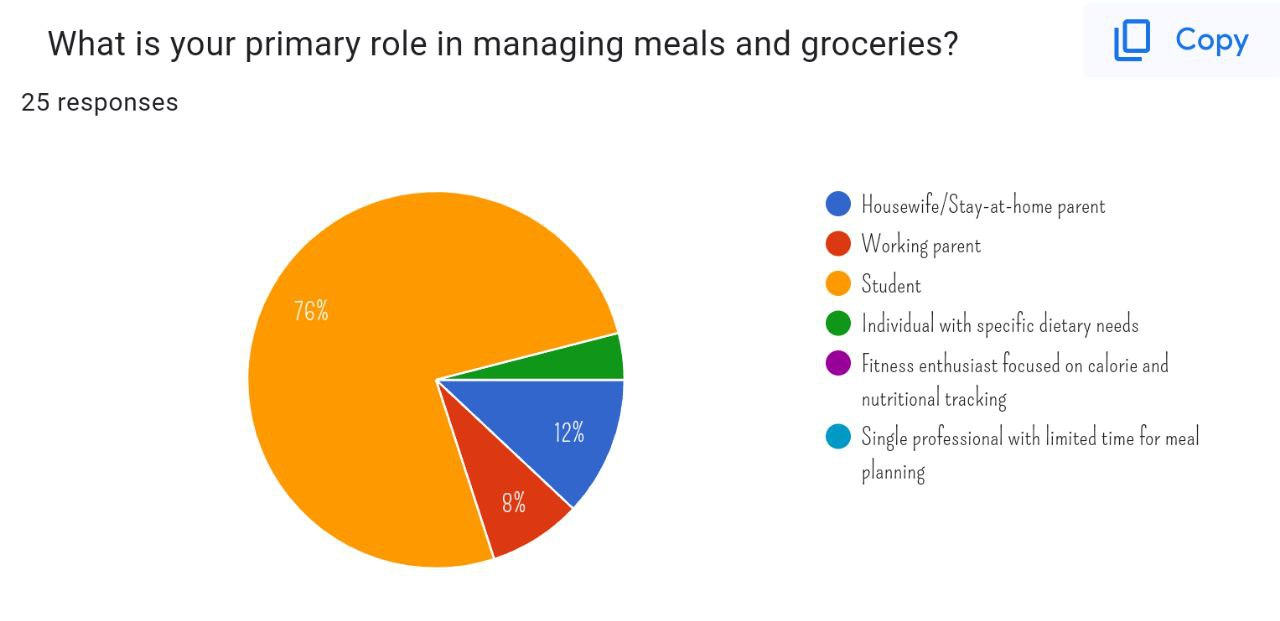 What is your primary role in managing meals and groceries?
Copy
25 responses
76%
12%
8%
Housewife/Stay-at-home parent
Working parent
Student
Individual with specific dietary needs
Fitness enthusiast focused on calorie and
nutritional tracking
Single professional with limited time for meal
planning